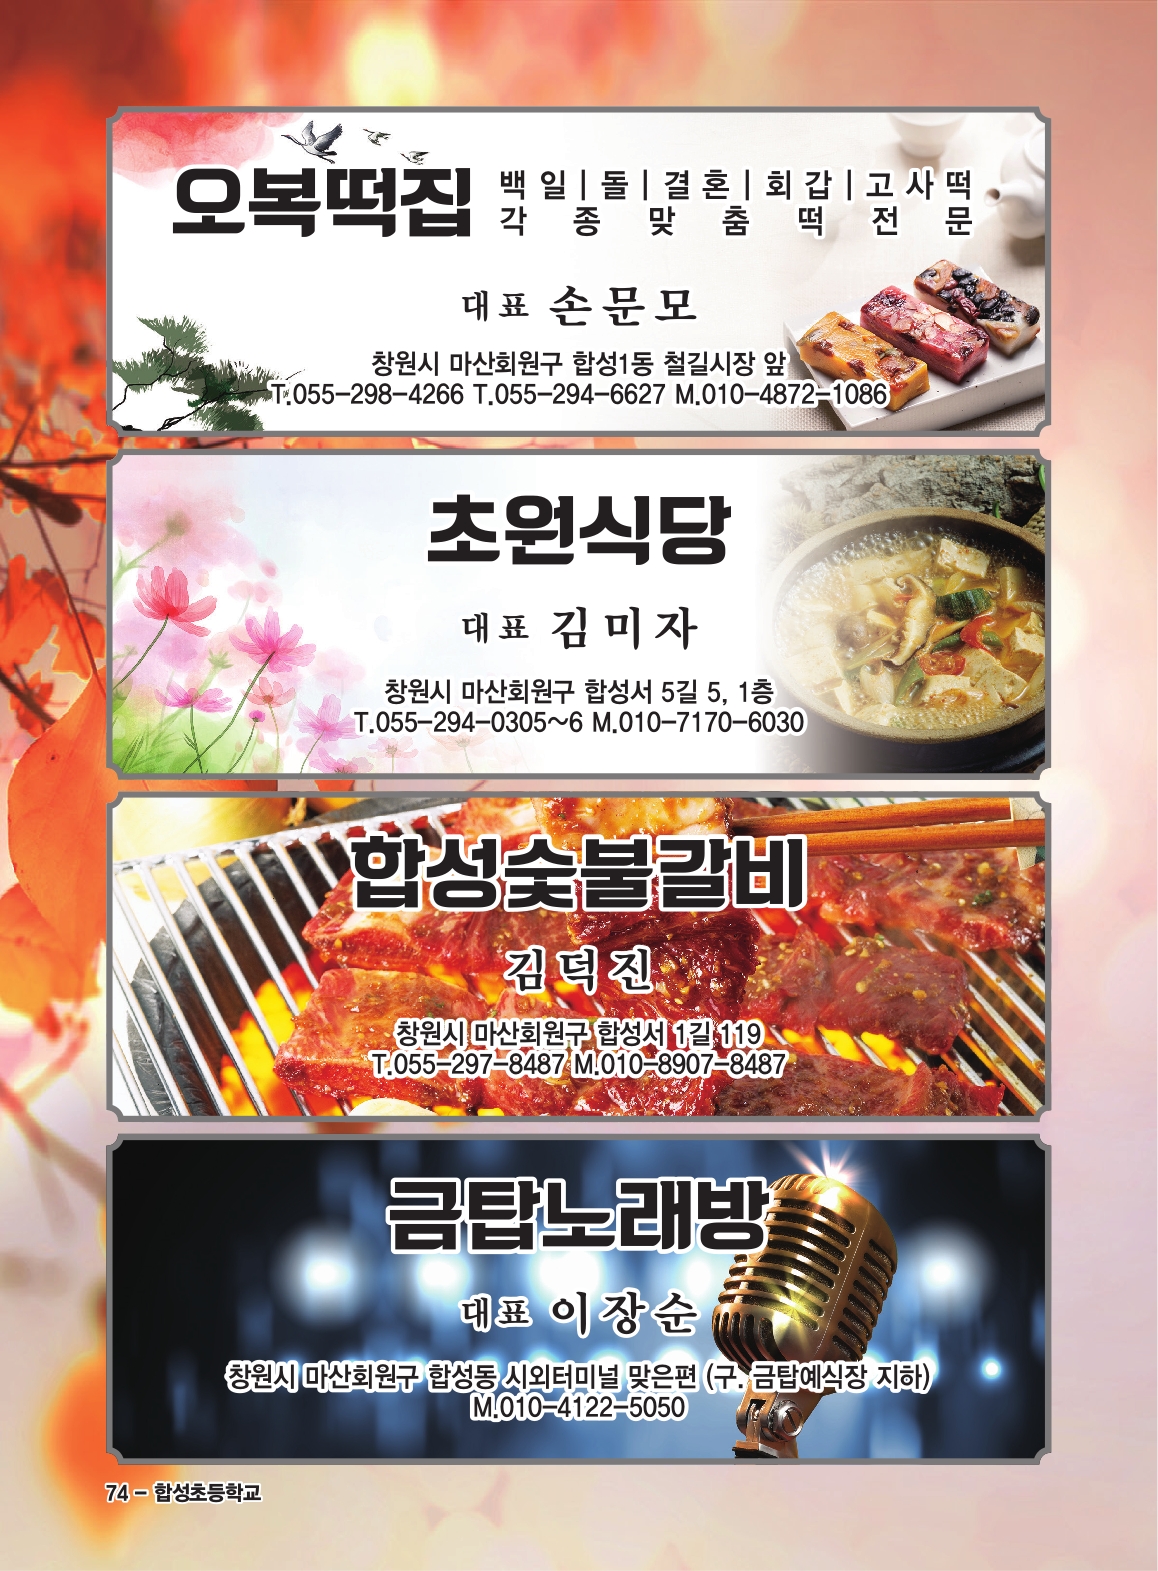 오복떡집
백일|돌|결혼|회갑|고사떡
각종맞춤떡전문
대표 손문모
창원시 마산회원구 합성1동 철길시장 앞
T.055-298-4266 T.055-294-6627 M.010-4872-1086
초원식당
대표 김미자
창원시 마산회원구 합성서 5길 5, 1층
T.055-294-0305~6 M.010-7170-6030
합성숯불갈비
김덕진
창원시 마산회원구 합성서 1길 119
T.055-297-8487 M.010-8907-8487
금탑노래방
대표 이장순
창원시 마산회원구 합성동 시외터미널 맞은편 (구. 금탑예식장 지하)
M.010-4122-5050
74 - 합성초등학교